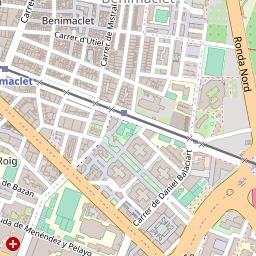 Benimaclet
Benimaclet
Carrer d'Utiel
Carrer de Mistral
Ronda Nord
maclet
Roig
de Bazán
Carrer de Daniel Balaciart
da de Menéndez y Pelayo